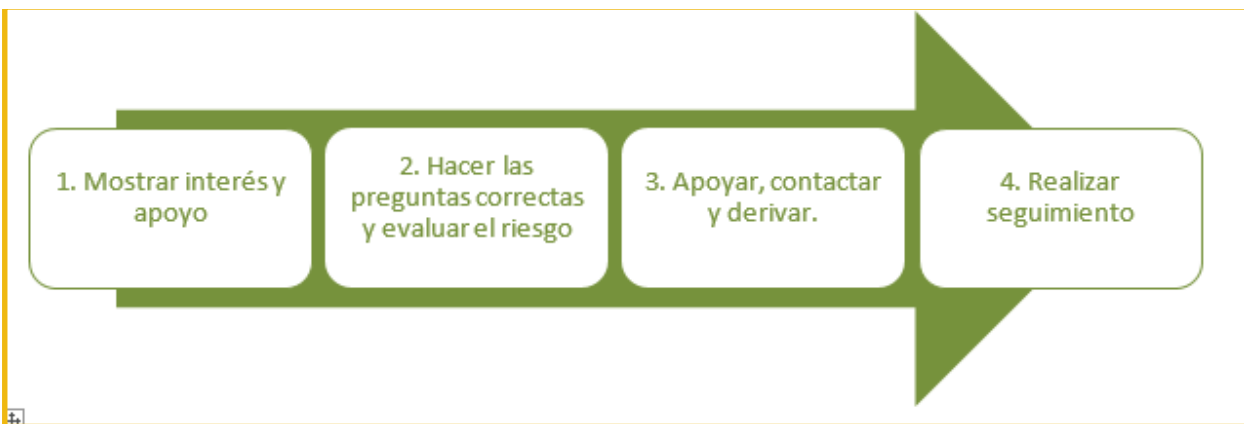 1. Mostrar interés y
apoyo
2. Hacer las
preguntas correctas
y evaluar el riesgo
3. Apoyar, contactar
y derivar.
4. Realizar
seguimiento